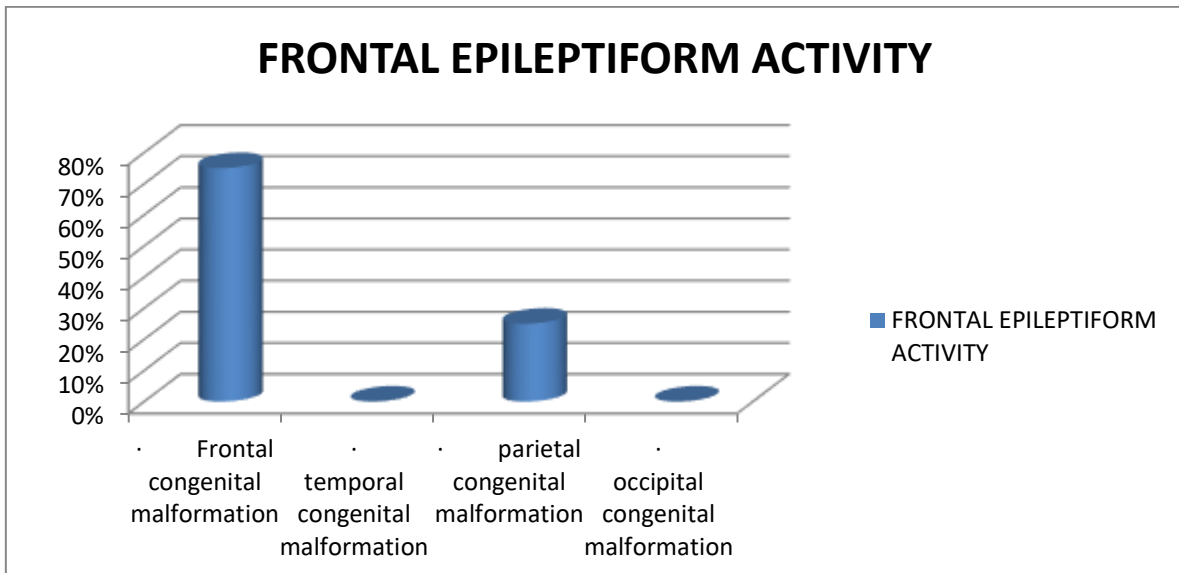 FRONTAL EPILEPTIFORM ACTIVITY
80%
70%
60%
50%
40%
30%
20%
10%
0%
· Frontal
congenital
malformation
·
temporal
congenital
malformation
· parietal
congenital
malformation
·
occipital
congenital
malformation
FRONTAL EPILEPTIFORM
ACTIVITY